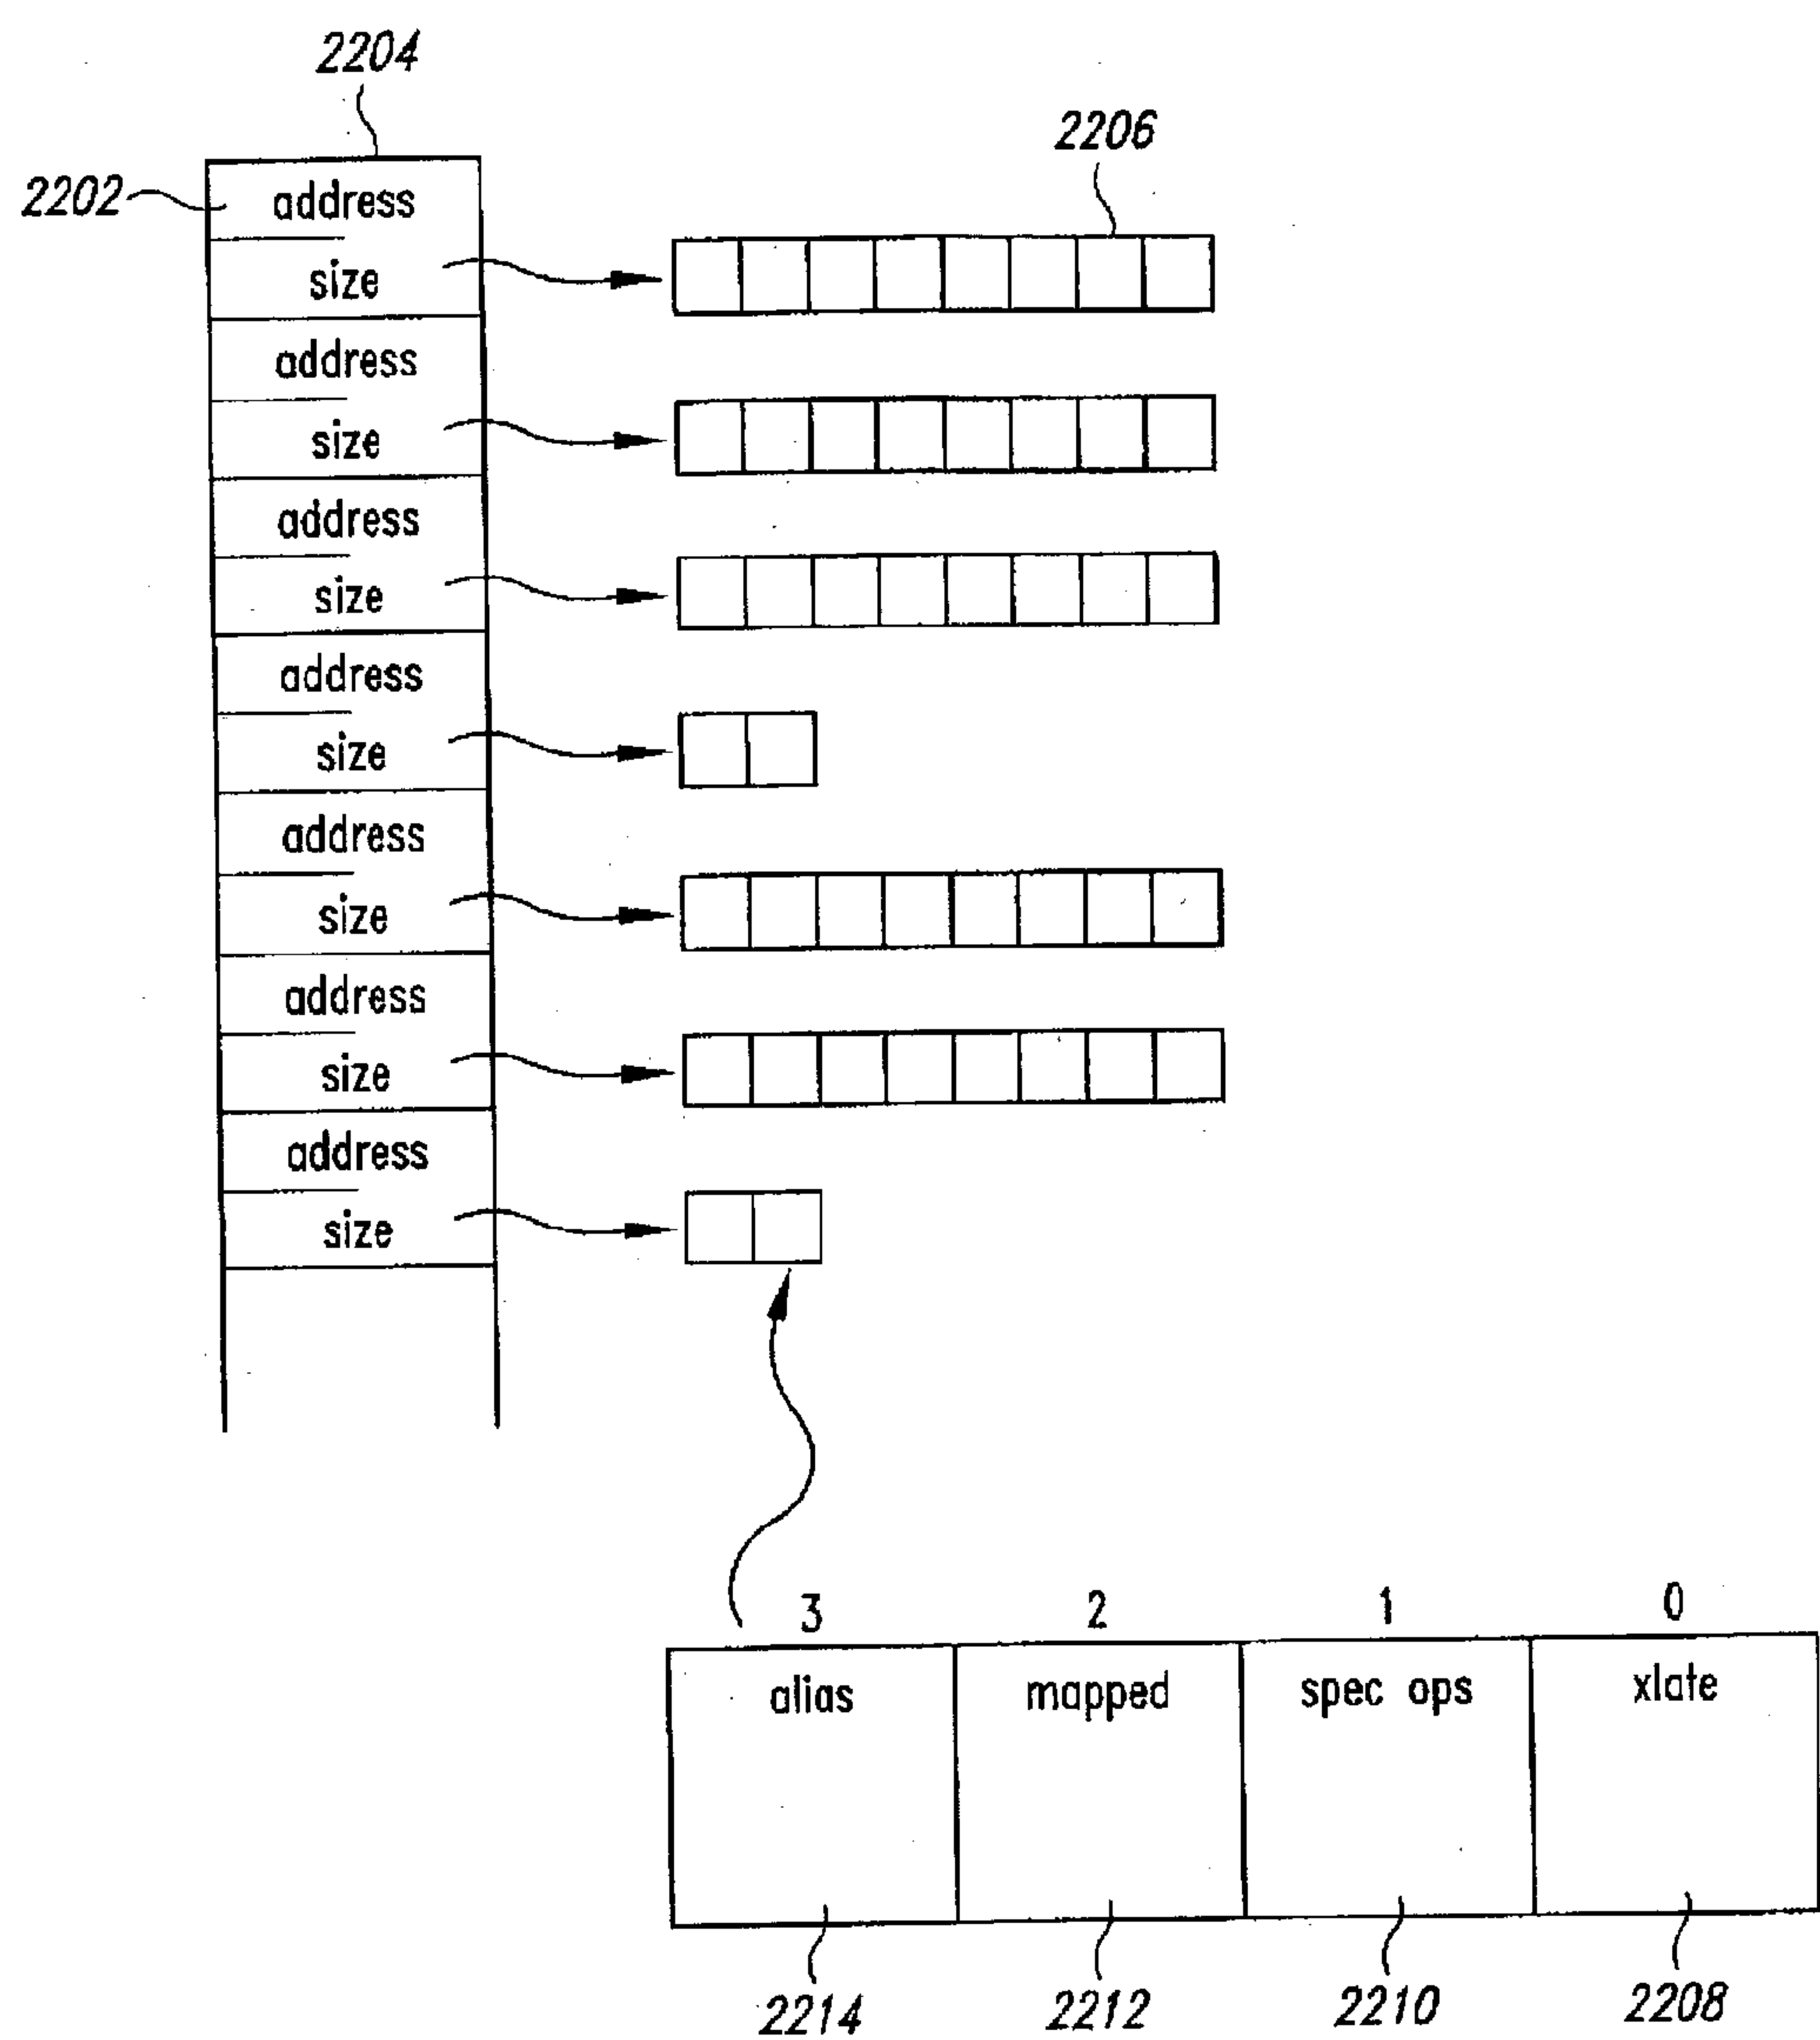 2204
2206
2202
address
size
address
size
address
size
address
size
address
size
address
size
address
size
3 2 1 0
alias mapped spec ops xlate
2214 2212 2210 2208